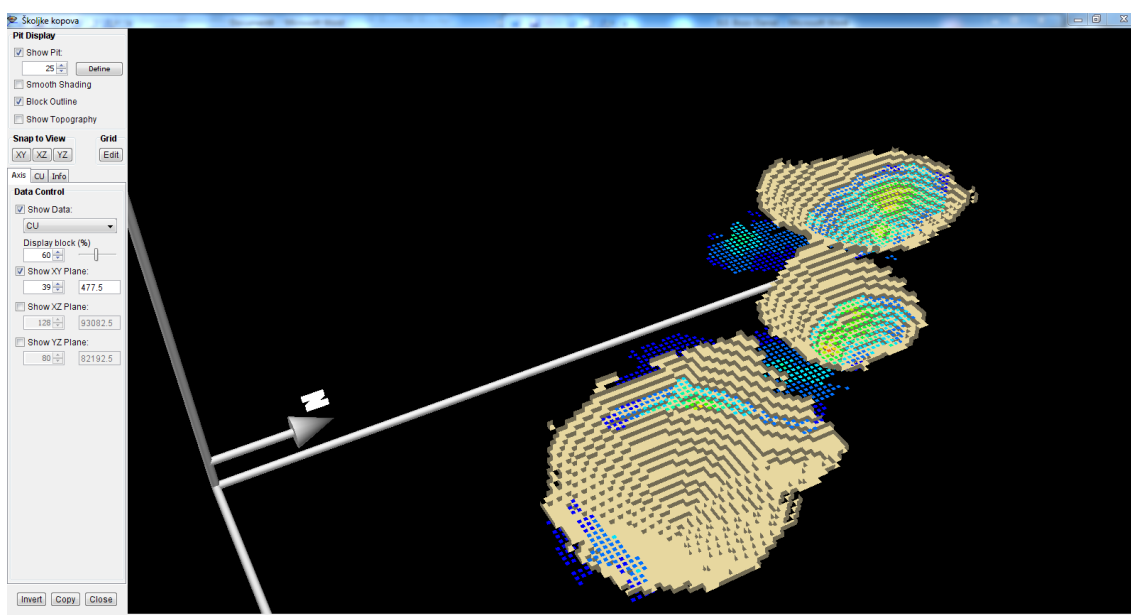 Školjke kopova
Pit Display
Show Pit:
25 Define
Smooth Shading
Block Outline
Show Topography
Snap to View Grid
XY XZ YZ Edit
Axis CU Info
Data Control
Show Data:
CU
Display block (%)
60
Show XY Plane:
39 477.5
Show XZ Plane:
128 93082.5
Show YZ Plane:
80 82192.5
N
Invert Copy Close